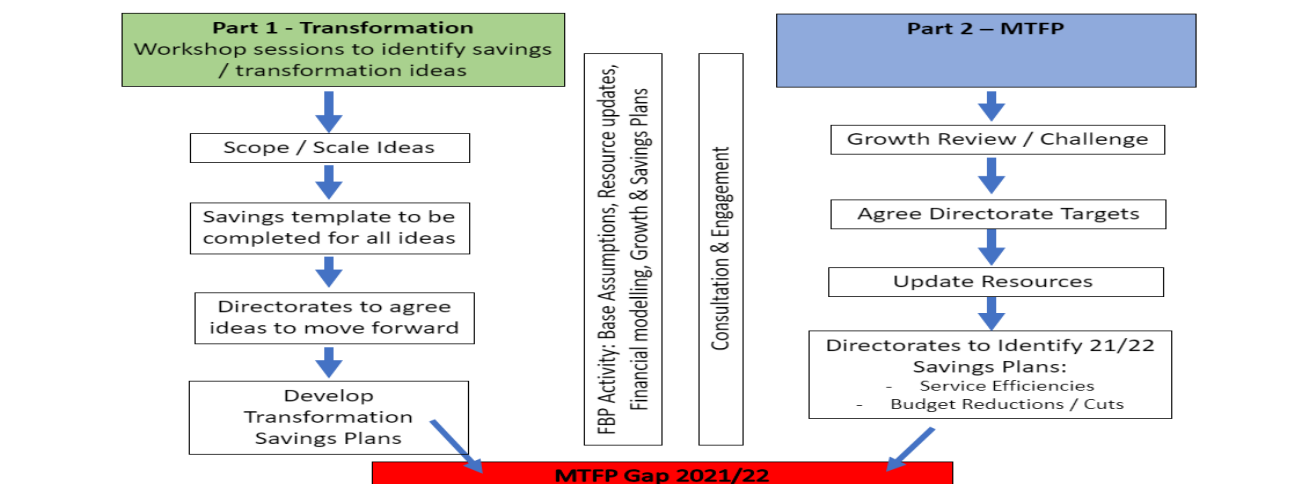 Part 1 - Transformation
Workshop sessions to identify savings
/ transformation ideas
Scope / Scale Ideas
Savings template to be
completed for all ideas
Directorates to agree
ideas to move forward
Develop
Transformation
Savings Plans
FBP Activity: Base Assumptions, Resource updates,
Financial modelling, Growth & Savings Plans
Consultation & Engagement
Part 2 – MTFP
Growth Review / Challenge
Agree Directorate Targets
Update Resources
Directorates to Identify 21/22
Savings Plans:
- Service Efficiencies
- Budget Reductions / Cuts
MTFP Gap 2021/22